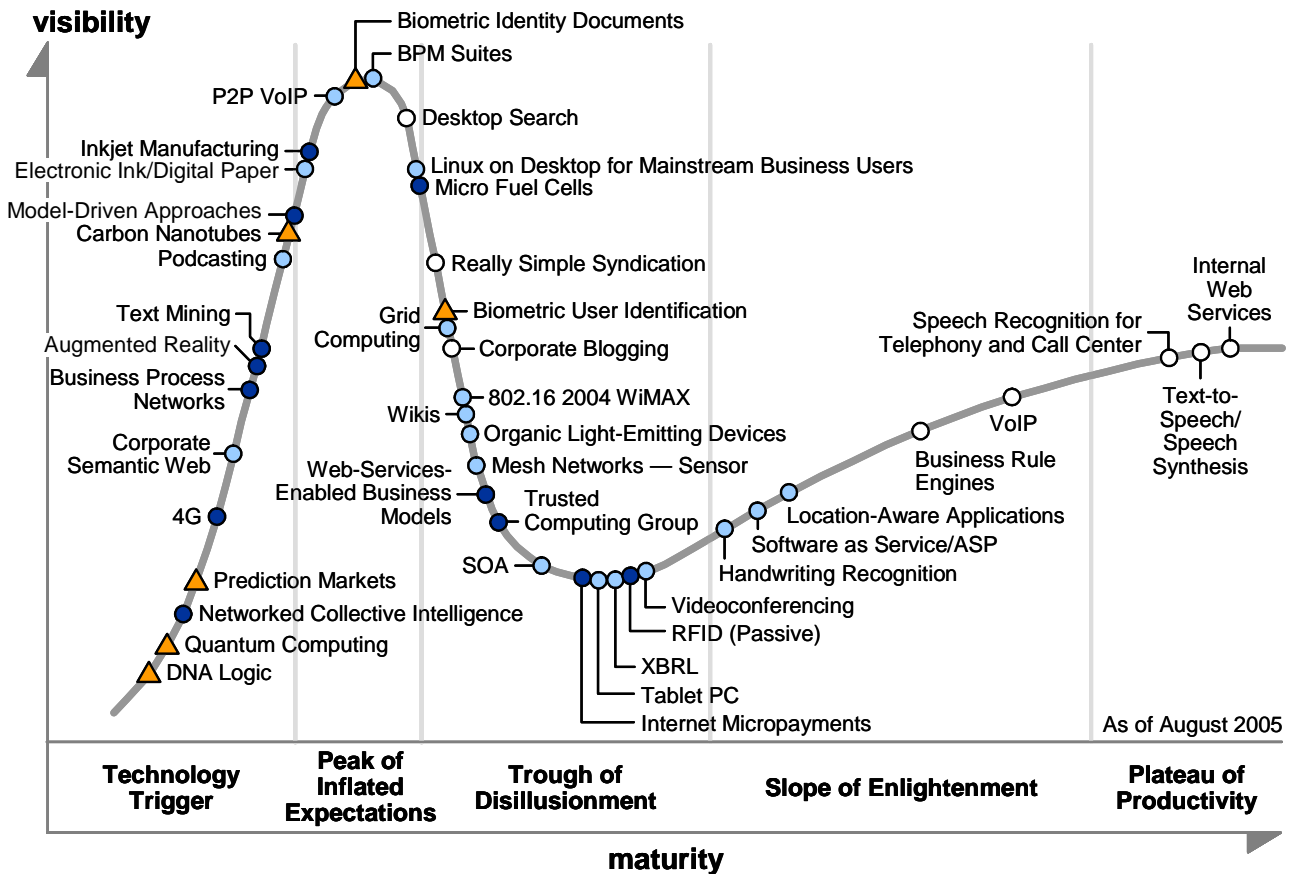 visibility
Biometric Identity Documents
BPM Suites
P2P VoIP
Desktop Search
Inkjet Manufacturing
Electronic Ink/Digital Paper
Linux on Desktop for Mainstream Business Users
Micro Fuel Cells
Model-Driven Approaches
Carbon Nanotubes
Podcasting
Really Simple Syndication
Text Mining
Augmented Reality
Business Process
Networks
Biometric User Identification
Grid
Computing
Corporate Blogging
Corporate
Semantic Web
802.16 2004 WiMAX
Wikis
Organic Light-Emitting Devices
Mesh Networks — Sensor
Web-Services-
Enabled Business
Models
Trusted
Computing Group
4G
SOA
Prediction Markets
Networked Collective Intelligence
Quantum Computing
DNA Logic
Videoconferencing
RFID (Passive)
XBRL
Tablet PC
Internet Micropayments
Handwriting Recognition
Software as Service/ASP
Location-Aware Applications
Business Rule
Engines
VoIP
Speech Recognition for
Telephony and Call Center
Internal
Web
Services
Text-to-
Speech/
Speech
Synthesis
As of August 2005
Technology
Trigger
Peak of
Inflated
Expectations
Trough of
Disillusionment
Slope of Enlightenment
Plateau of
Productivity
maturity